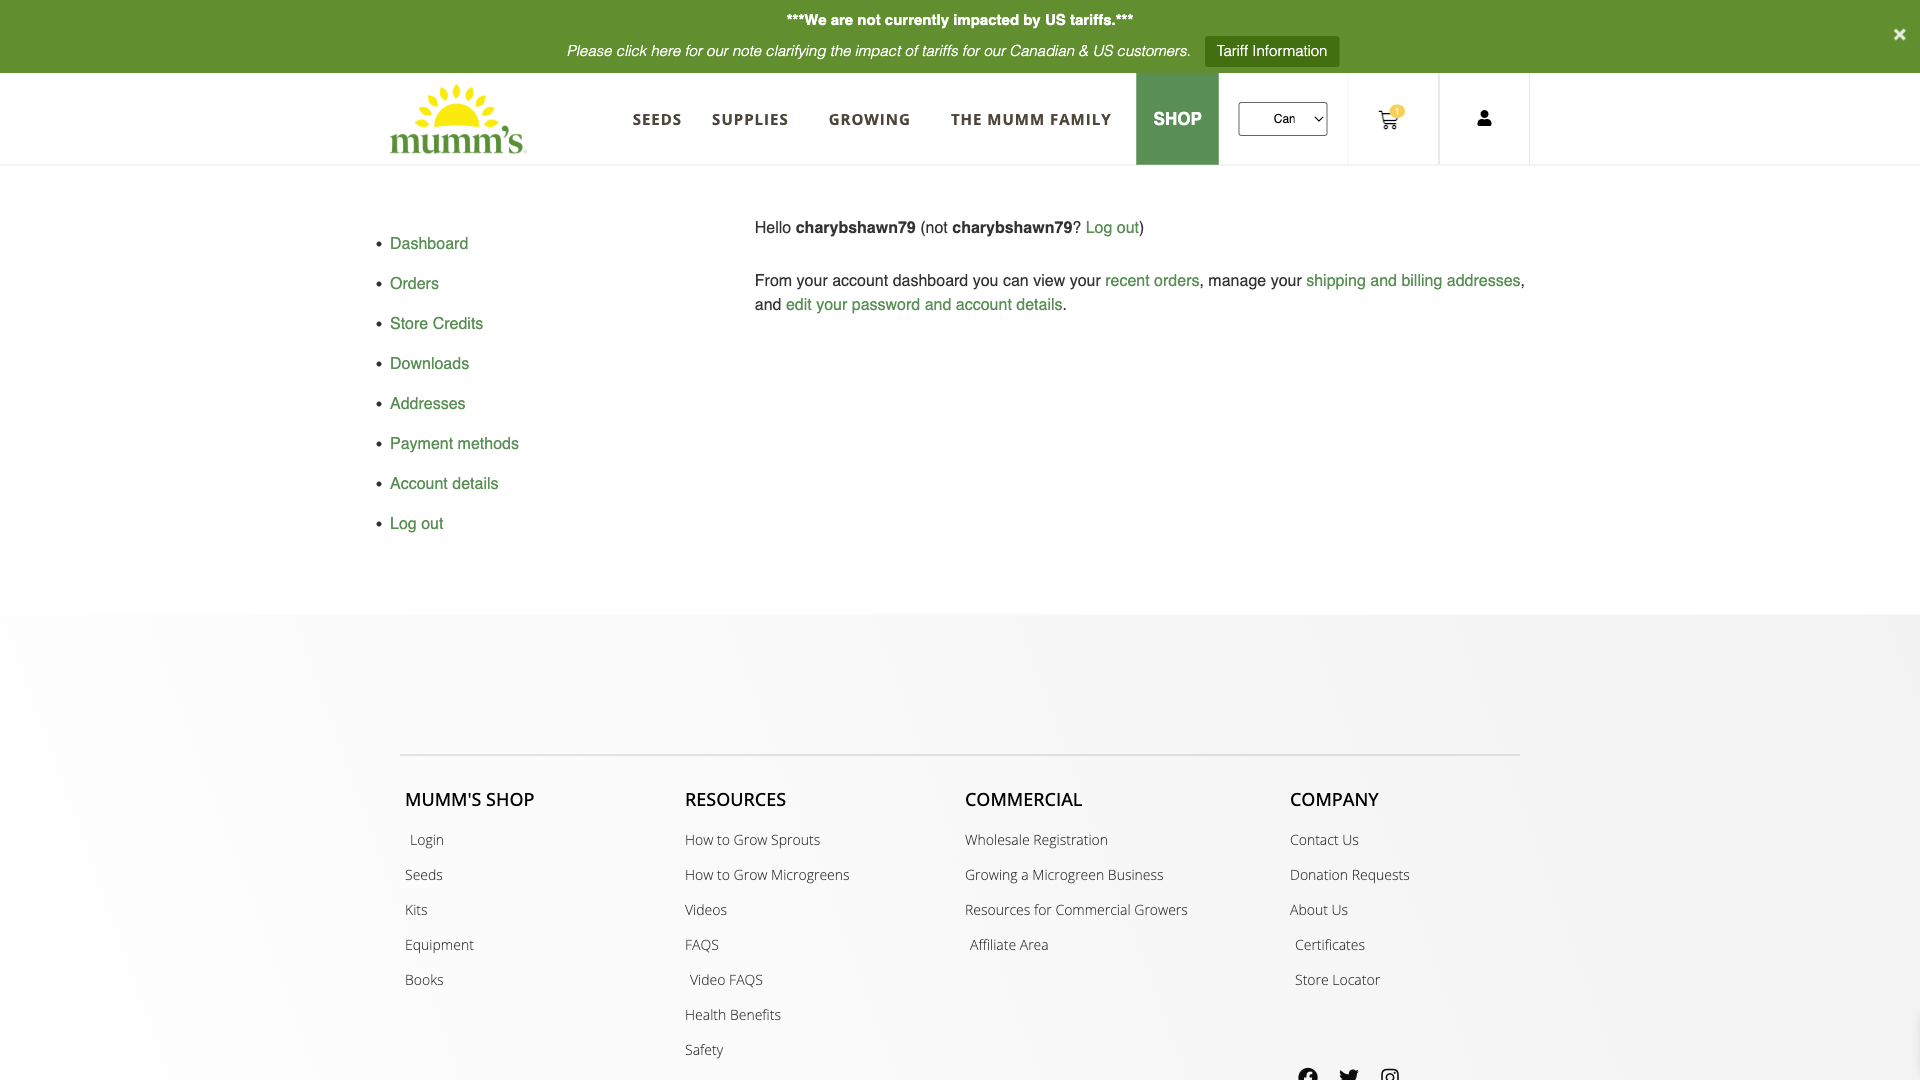 ***We are not currently impacted by US tariffs.***
Please click here for our note clarifying the impact of tariffs for our Canadian & US customers. Tariff Information
×
mumm's
SEEDS SUPPLIES GROWING THE MUMM FAMILY SHOP Can 1
Hello charybshawn79 (not charybshawn79? Log out)
From your account dashboard you can view your recent orders, manage your shipping and billing addresses,
and edit your password and account details.
Dashboard
Orders
Store Credits
Downloads
Addresses
Payment methods
Account details
Log out
MUMM'S SHOP
Login
Seeds
Kits
Equipment
Books
RESOURCES
How to Grow Sprouts
How to Grow Microgreens
Videos
FAQS
Video FAQS
Health Benefits
Safety
COMMERCIAL
Wholesale Registration
Growing a Microgreen Business
Resources for Commercial Growers
Affiliate Area
COMPANY
Contact Us
Donation Requests
About Us
Certificates
Store Locator